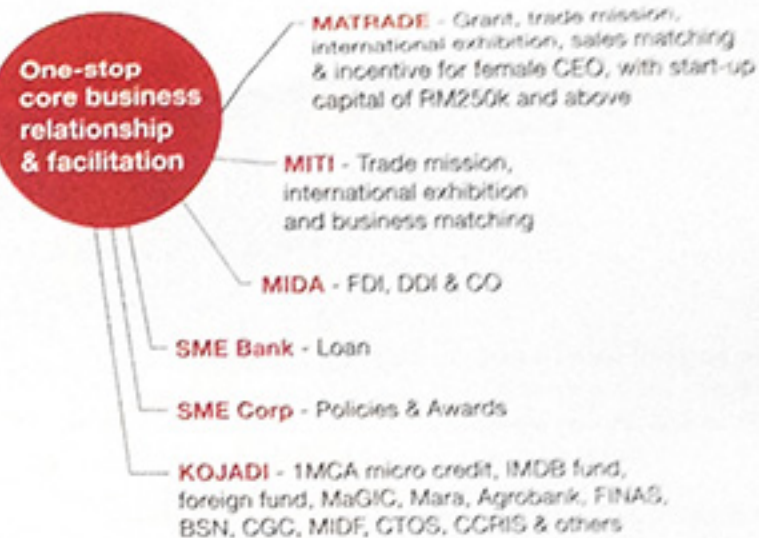 One-stop
core business
relationship
& facilitation
MATRADE - Grant, trade mission,
international exhibition, sales matching
& incentive for female CEO, with start-up
capital of RM250k and above
MITI - Trade mission,
international exhibition
and business matching
MIDA - FDI, DDI & CO
SME Bank - Loan
SME Corp - Policies & Awards
KOJADI - 1MCA micro credit, IMDB fund,
foreign fund, MaGIC, Mara, Agrobank, FINAS,
BSN, CGC, MIDF, CTOS, CCRIS & others